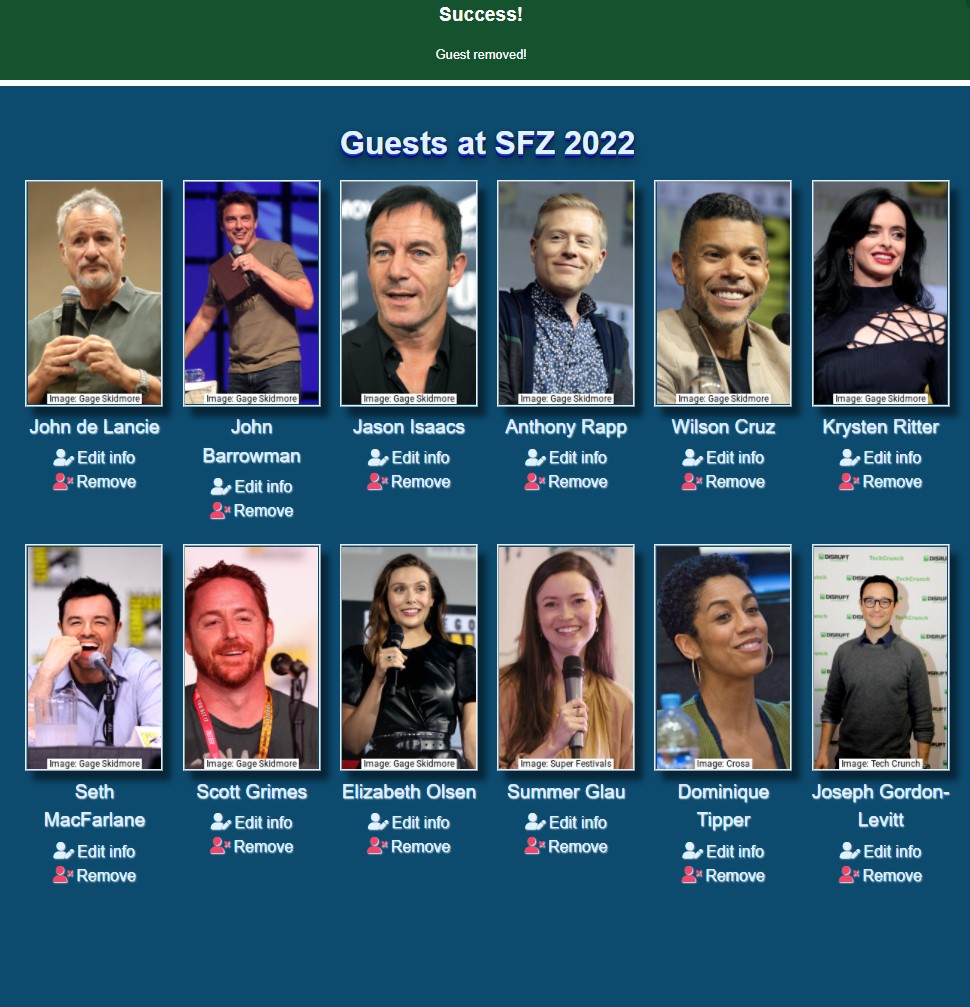 Success!
Guest removed!
Guests at SFZ 2022
Image: Gage Skidmore
Image: Gage Skidmore
Image: Gage Skidmore
Image: Gage Skidmore
Image: Gage Skidmore
Image: Gage Skidmore
John de Lancie
Edit info
Remove
John
Barrowman
Edit info
Remove
Jason Isaacs
Edit info
Remove
Anthony Rapp
Edit info
Remove
Wilson Cruz
Edit info
Remove
Krysten Ritter
Edit info
Remove
DISRUPT
TechCrunch
TechCrunch
DISRUPT
DISRUPT
Image: Gage Skidmore
Image: Gage Skidmore
Image: Gage Skidmore
Image: Super Festivals
Image: Crosa
Image: Tech Crunch
Seth
MacFarlane
Edit info
Remove
Scott Grimes
Edit info
Remove
Elizabeth Olsen
Edit info
Remove
Summer Glau
Edit info
Remove
Dominique
Tipper
Edit info
Remove
Joseph Gordon-
Levitt
Edit info
Remove